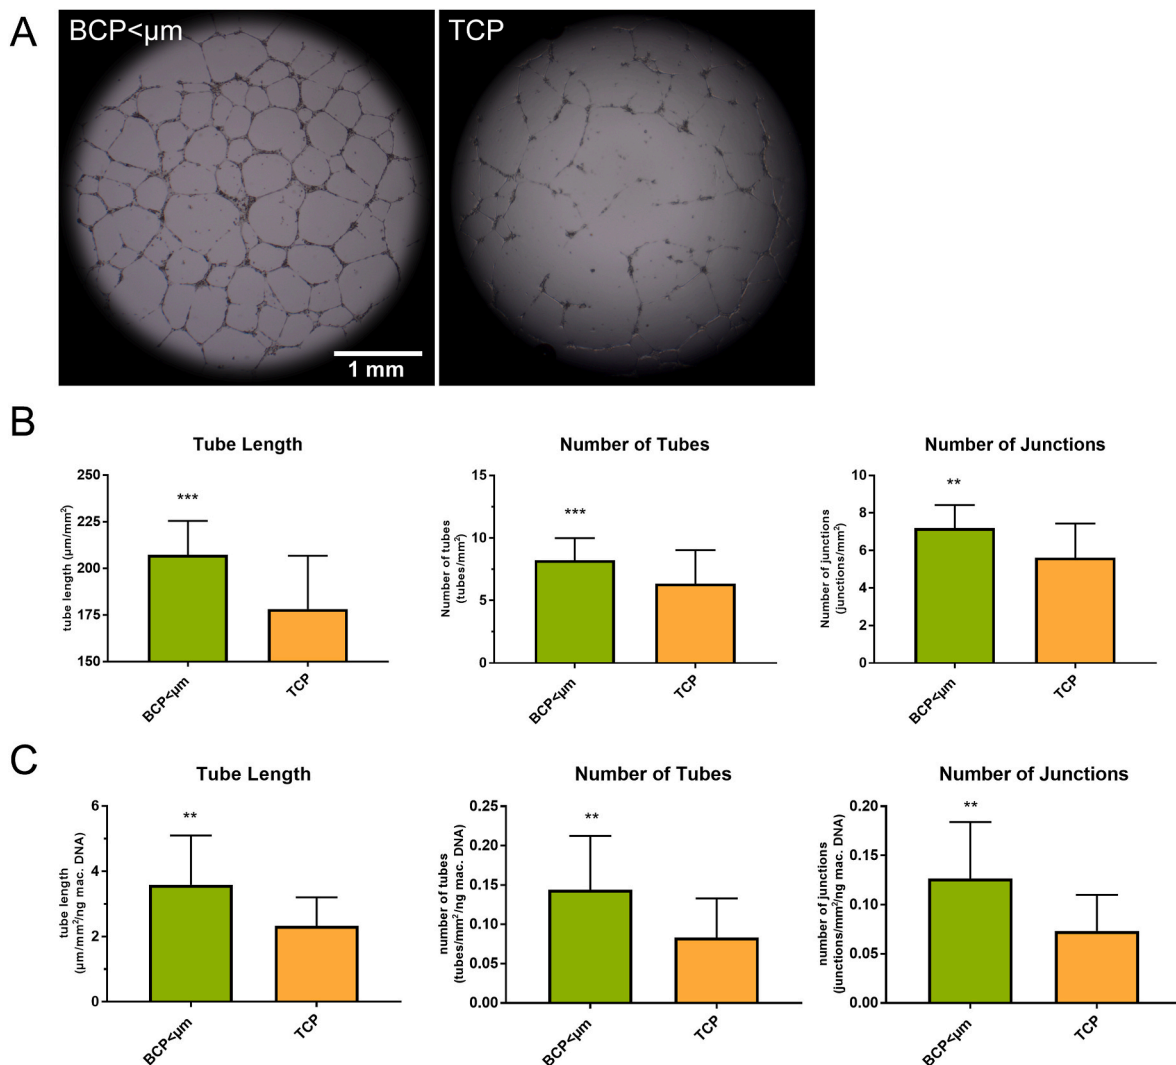 A
BCP<µm
TCP
1 mm
B
Tube Length
tube length (µm/mm²)
250
225
200
175
150
***
BCP<µm
TCP
Number of Tubes
Number of tubes
(tubes/mm²)
15
10
5
0
***
BCP<µm
TCP
Number of Junctions
Number of junctions
(junctions/mm²)
10
8
6
4
2
0
**
BCP<µm
TCP
C
Tube Length
tube length
(µm/mm²/ng mac. DNA)
6
4
2
0
**
BCP<µm
TCP
Number of Tubes
number of tubes
(tubes/mm²/ng mac. DNA)
0.25
0.20
0.15
0.10
0.05
0.00
**
BCP<µm
TCP
Number of Junctions
number of junctions
(junctions/mm²/ng mac. DNA)
0.20
0.15
0.10
0.05
0.00
**
BCP<µm
TCP